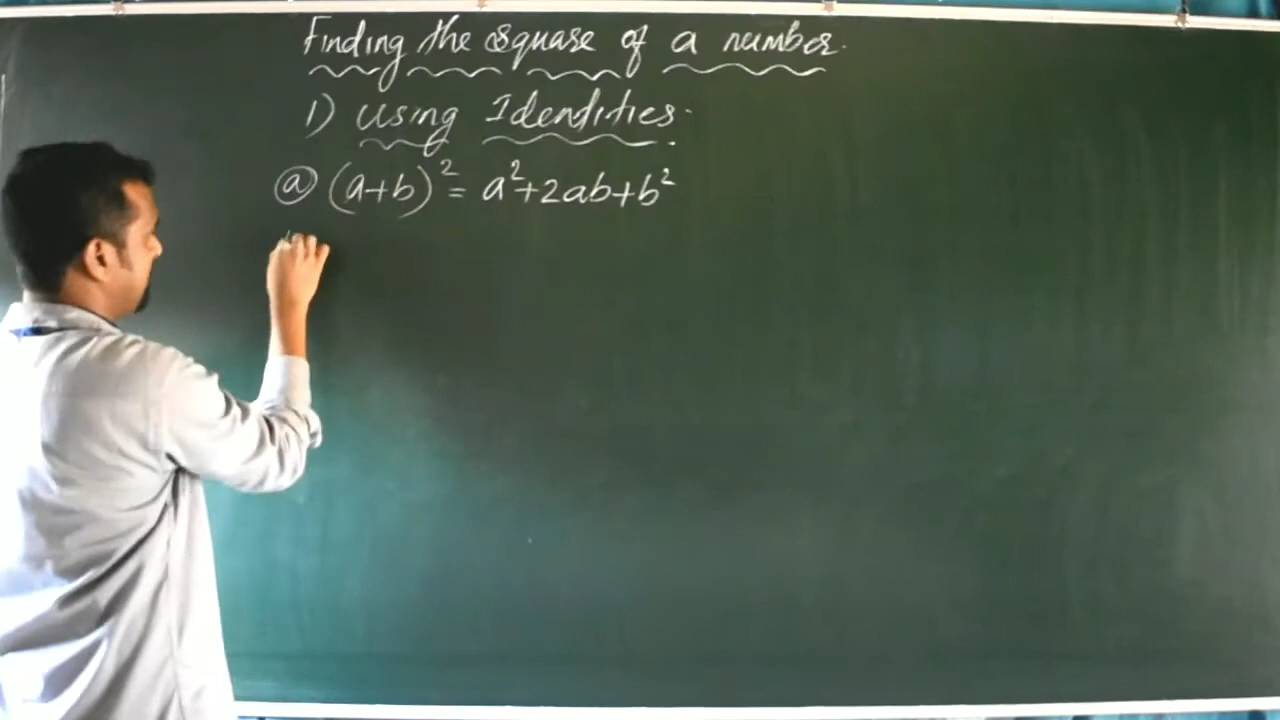 Finding the square of a number.
1) Using Idendities.
ⓐ (a+b)² = a²+2ab+b²